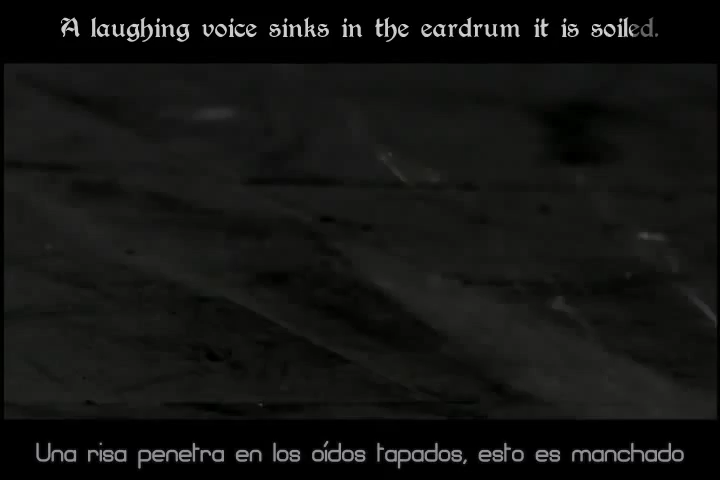 A laughing voice sinks in the eardrum it is soiled.
Una risa penetra en los oídos tapados, esto es manchado